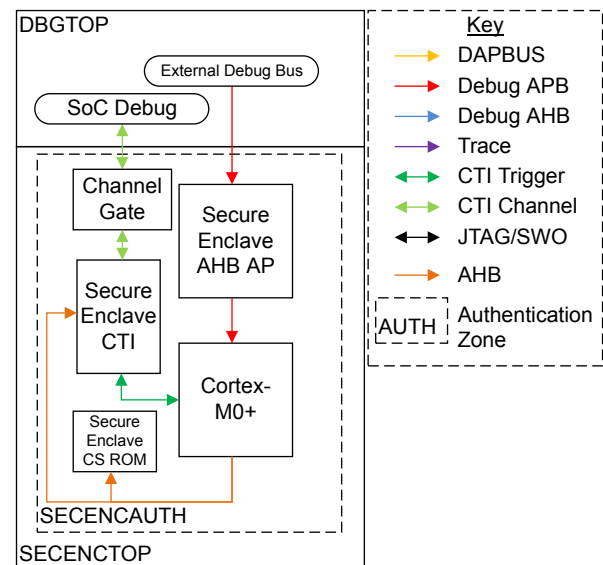 DBGTOP
External Debug Bus
SoC Debug
Channel
Gate
Secure
Enclave
AHB AP
Secure
Enclave
CTI
Cortex-
M0+
Secure
Enclave
CS ROM
SECENCAUTH
SECENCTOP
Key
DAPBUS
Debug APB
Debug AHB
Trace
CTI Trigger
CTI Channel
JTAG/SWO
AHB
AUTH
Authentication
Zone